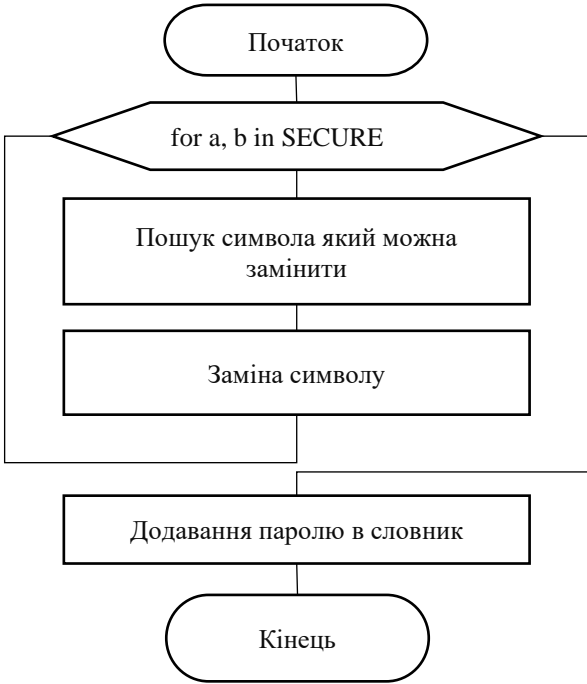 Початок
for a, b in SECURE
Пошук символа який можна
замінити
Заміна символу
Додавання паролю в словник
Кінець